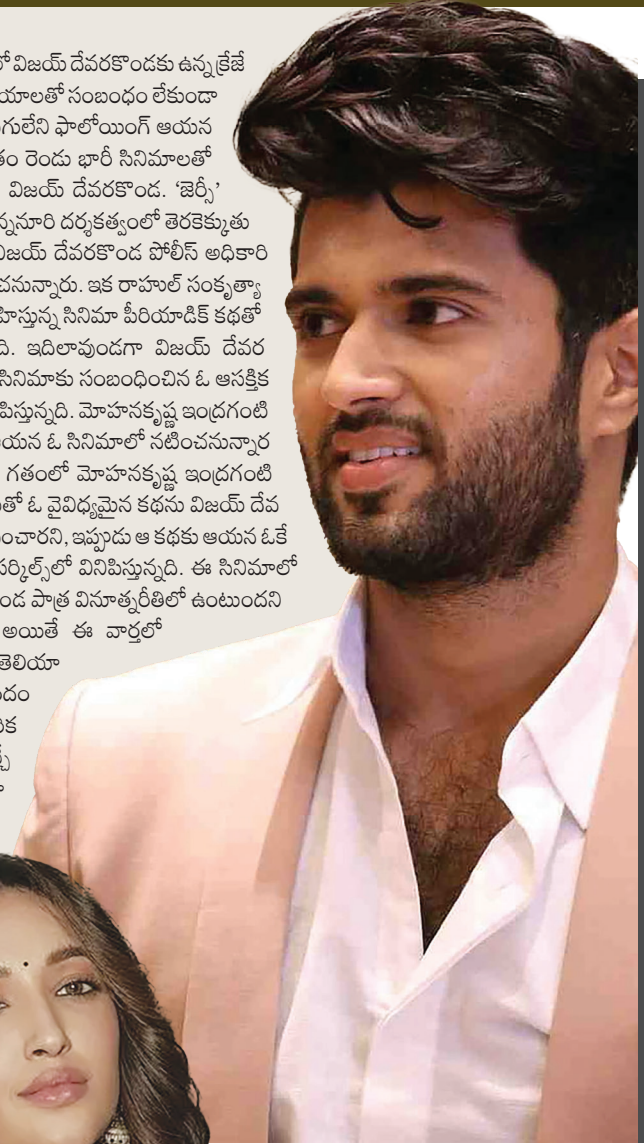 లో విజయ్ దేవరకొండకు ఉన్న క్రేజే
యాలతో సంబంధం లేకుండా
గులేని ఫాలోయింగ్ ఆయన
తం రెండు భారీ సినిమాలతో
విజయ్ దేవరకొండ. ‘జెర్సీ’
న్ననూరి దర్శకత్వంలో తెరకెక్కుతు
విజయ్ దేవరకొండ పోలీస్ అధికారి
చనున్నారు. ఇక రాహుల్ సంకృత్యా
హిస్తున్న సినిమా పీరియాడిక్ కథతో
ది. ఇదిలావుండగా విజయ్ దేవర
సినిమాకు సంబంధించిన ఓ ఆసక్తిక
పిస్తున్నది. మోహనకృష్ణ ఇంద్రగంటి
ఆయన ఓ సినిమాలో నటించనున్నార
గతంలో మోహనకృష్ణ ఇంద్రగంటి
తో ఓ వైవిధ్యమైన కథను విజయ్ దేవ
ంచారని, ఇప్పుడు ఆ కథకు ఆయన ఓకే
సర్కిల్స్‌లో వినిపిస్తున్నది. ఈ సినిమాలో
ండ పాత్ర వినూత్నరీతిలో ఉంటుందని
అయితే ఈ వార్తలో
తెలియా
ందం